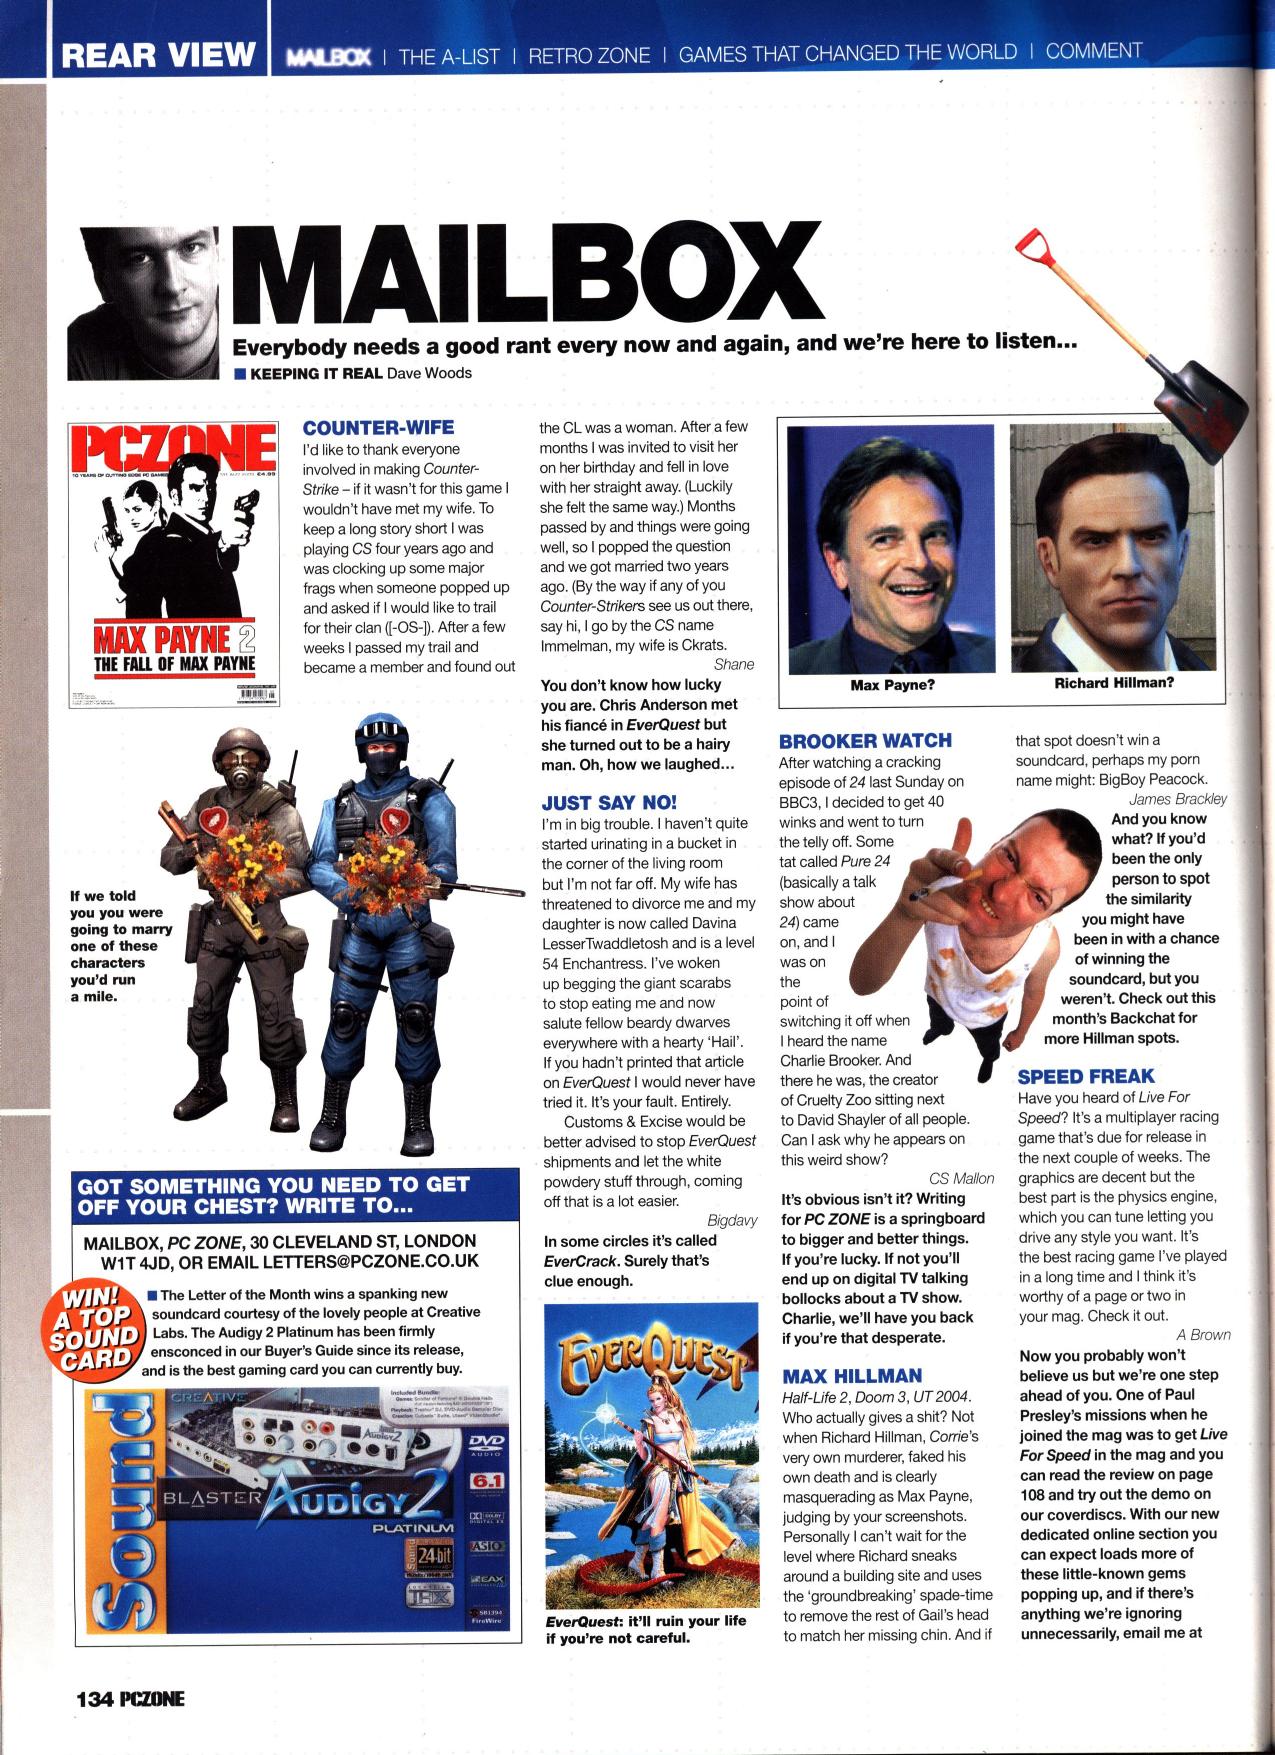 REAR VIEW
MAILBOX | THE A-LIST | RETRO ZONE | GAMES THAT CHANGED THE WORLD | COMMENT
MAILBOX
Everybody needs a good rant every now and again, and we're here to listen...
■ KEEPING IT REAL Dave Woods
PCZONE
10 YEARS OF CUTTING EDGE PC GAMES
£4.99
MAX PAYNE 2
THE FALL OF MAX PAYNE
If we told
you you were
going to marry
one of these
characters
you'd run
a mile.
GOT SOMETHING YOU NEED TO GET
OFF YOUR CHEST? WRITE TO...
MAILBOX, PC ZONE, 30 CLEVELAND ST, LONDON
W1T 4JD, OR EMAIL LETTERS@PCZONE.CO.UK
WIN!
A TOP
SOUND
CARD
■ The Letter of the Month wins a spanking new
soundcard courtesy of the lovely people at Creative
Labs. The Audigy 2 Platinum has been firmly
ensconced in our Buyer's Guide since its release,
and is the best gaming card you can currently buy.
Sound
CREATIVE
Included Bundle:
BLASTER AUDIGY 2
PLATINUM
DVD
AUDIO
6.1
DOLBY
DIGITAL EX
24-bit
ASIO
EAX
THX
SB1394
FireWire
COUNTER-WIFE
I'd like to thank everyone
involved in making Counter-
Strike – if it wasn't for this game I
wouldn't have met my wife. To
keep a long story short I was
playing CS four years ago and
was clocking up some major
frags when someone popped up
and asked if I would like to trail
for their clan ([-OS-]). After a few
weeks I passed my trail and
became a member and found out
the CL was a woman. After a few
months I was invited to visit her
on her birthday and fell in love
with her straight away. (Luckily
she felt the same way.) Months
passed by and things were going
well, so I popped the question
and we got married two years
ago. (By the way if any of you
Counter-Strikers see us out there,
say hi, I go by the CS name
Immelman, my wife is Ckrats.
Shane
You don't know how lucky
you are. Chris Anderson met
his fiancé in EverQuest but
she turned out to be a hairy
man. Oh, how we laughed...
JUST SAY NO!
I'm in big trouble. I haven't quite
started urinating in a bucket in
the corner of the living room
but I'm not far off. My wife has
threatened to divorce me and my
daughter is now called Davina
LesserTwaddletosh and is a level
54 Enchantress. I've woken
up begging the giant scarabs
to stop eating me and now
salute fellow beardy dwarves
everywhere with a hearty 'Hail'.
If you hadn't printed that article
on EverQuest I would never have
tried it. It's your fault. Entirely.
Customs & Excise would be
better advised to stop EverQuest
shipments and let the white
powdery stuff through, coming
off that is a lot easier.
Bigdavy
In some circles it's called
EverCrack. Surely that's
clue enough.
EVERQUEST
EverQuest: it'll ruin your life
if you're not careful.
Max Payne?
Richard Hillman?
BROOKER WATCH
After watching a cracking
episode of 24 last Sunday on
BBC3, I decided to get 40
winks and went to turn
the telly off. Some
tat called Pure 24
(basically a talk
show about
24) came
on, and I
was on
the
point of
switching it off when
I heard the name
Charlie Brooker. And
there he was, the creator
of Cruelty Zoo sitting next
to David Shayler of all people.
Can I ask why he appears on
this weird show?
CS Mallon
It's obvious isn't it? Writing
for PC ZONE is a springboard
to bigger and better things.
If you're lucky. If not you'll
end up on digital TV talking
bollocks about a TV show.
Charlie, we'll have you back
if you're that desperate.
MAX HILLMAN
Half-Life 2, Doom 3, UT 2004.
Who actually gives a shit? Not
when Richard Hillman, Corrie's
very own murderer, faked his
own death and is clearly
masquerading as Max Payne,
judging by your screenshots.
Personally I can't wait for the
level where Richard sneaks
around a building site and uses
the 'groundbreaking' spade-time
to remove the rest of Gail's head
to match her missing chin. And if
that spot doesn't win a
soundcard, perhaps my porn
name might: BigBoy Peacock.
James Brackley
And you know
what? If you'd
been the only
person to spot
the similarity
you might have
been in with a chance
of winning the
soundcard, but you
weren't. Check out this
month's Backchat for
more Hillman spots.
SPEED FREAK
Have you heard of Live For
Speed? It's a multiplayer racing
game that's due for release in
the next couple of weeks. The
graphics are decent but the
best part is the physics engine,
which you can tune letting you
drive any style you want. It's
the best racing game I've played
in a long time and I think it's
worthy of a page or two in
your mag. Check it out.
A Brown
Now you probably won't
believe us but we're one step
ahead of you. One of Paul
Presley's missions when he
joined the mag was to get Live
For Speed in the mag and you
can read the review on page
108 and try out the demo on
our coverdiscs. With our new
dedicated online section you
can expect loads more of
these little-known gems
popping up, and if there's
anything we're ignoring
unnecessarily, email me at
134 PCZONE